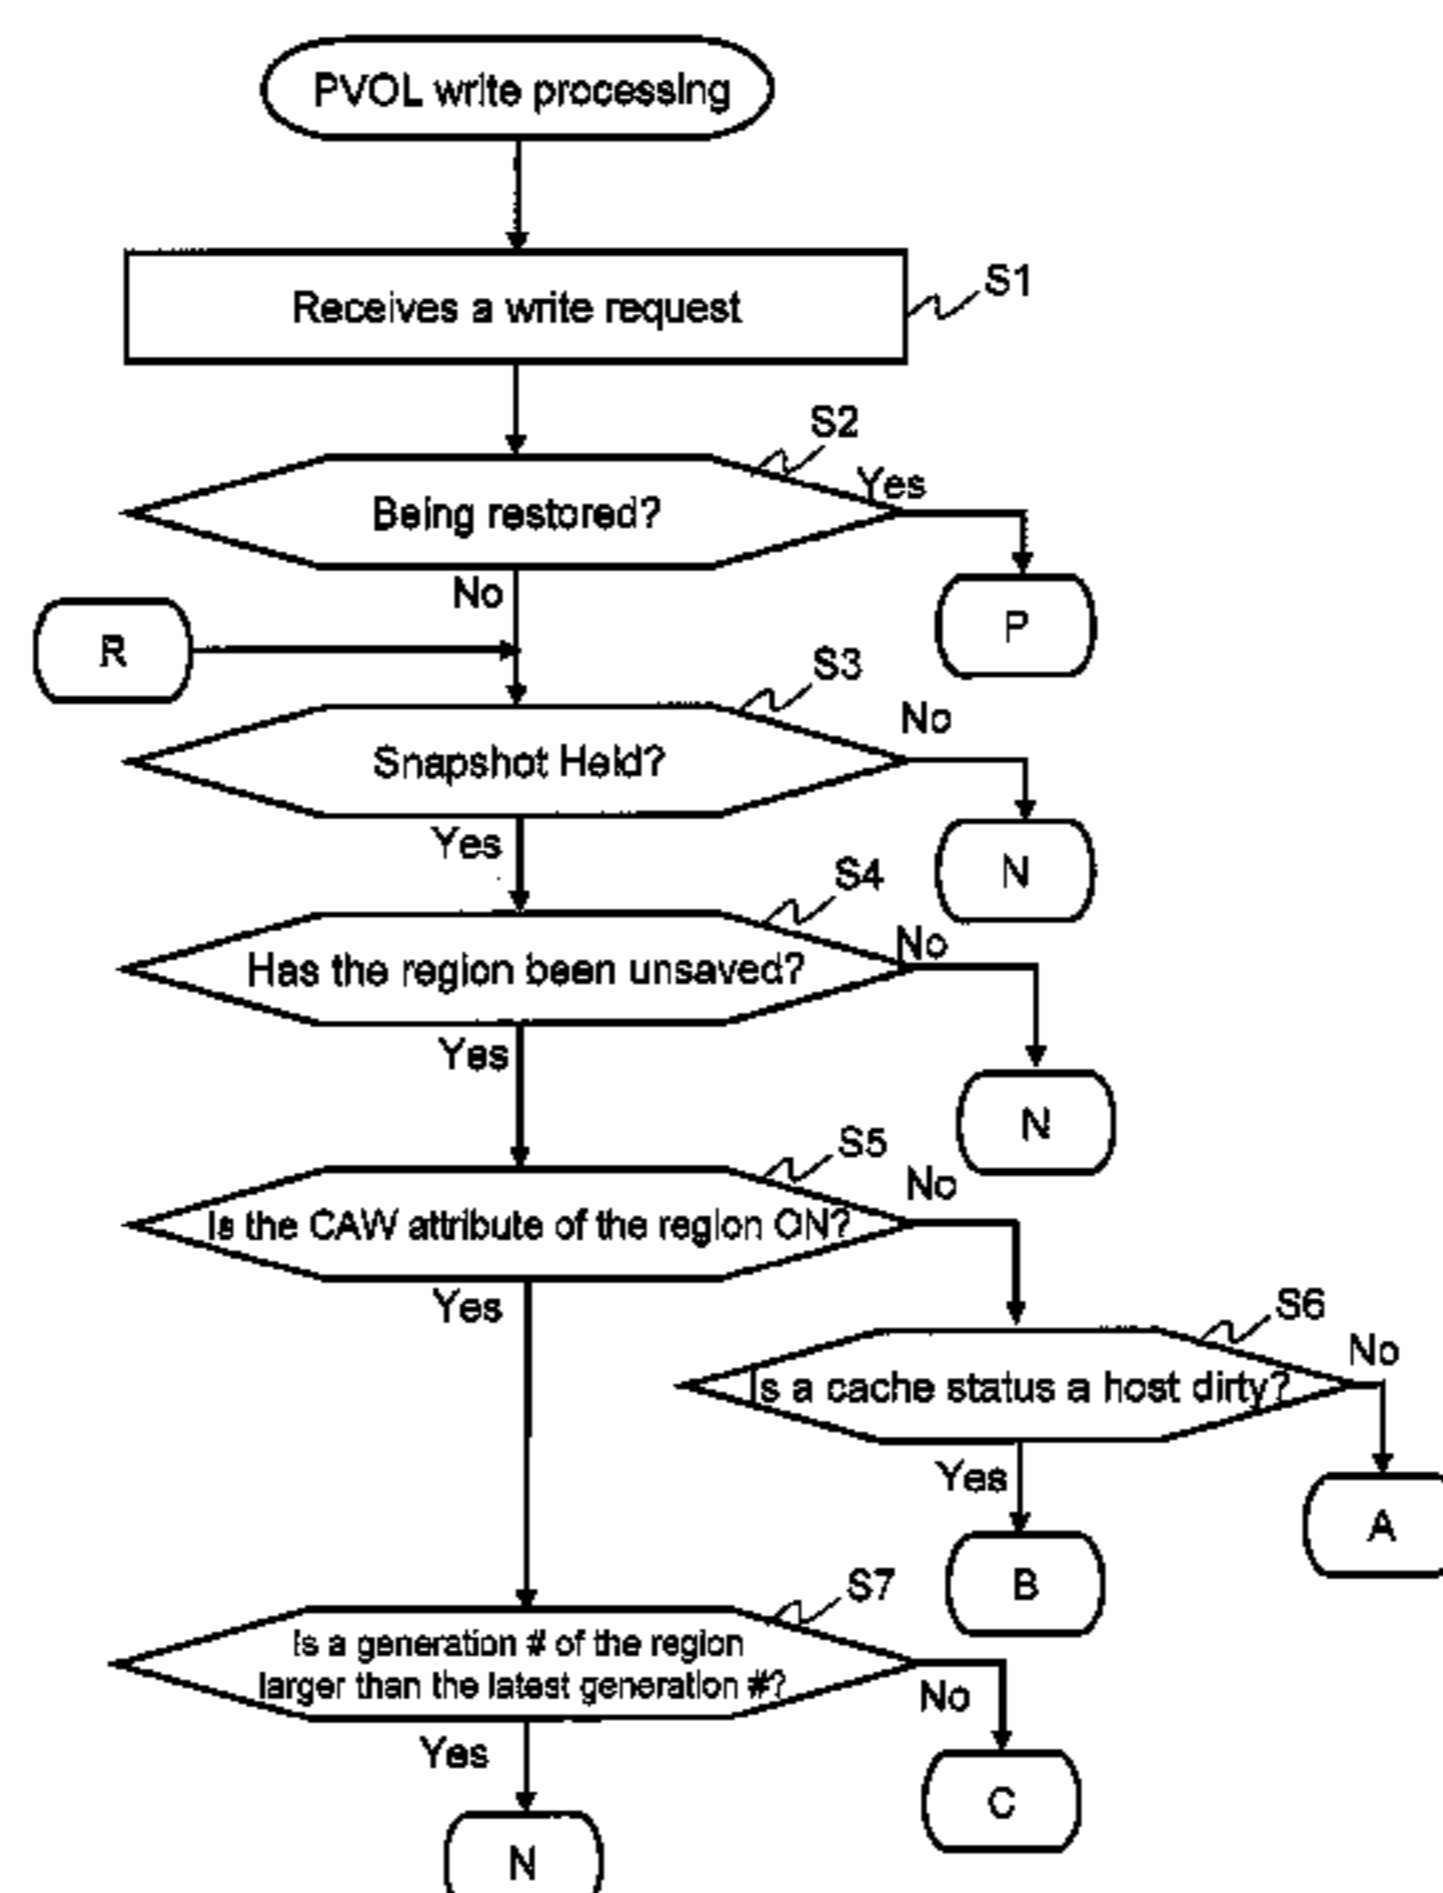 PVOL write processing
Receives a write request
S1
S2
Being restored?
Yes
No
P
R
S3
Snapshot Held?
No
Yes
N
S4
Has the region been unsaved?
No
Yes
N
S5
Is the CAW attribute of the region ON?
No
Yes
S6
Is a cache status a host dirty?
No
Yes
A
B
S7
Is a generation # of the region
larger than the latest generation #?
No
Yes
C
N